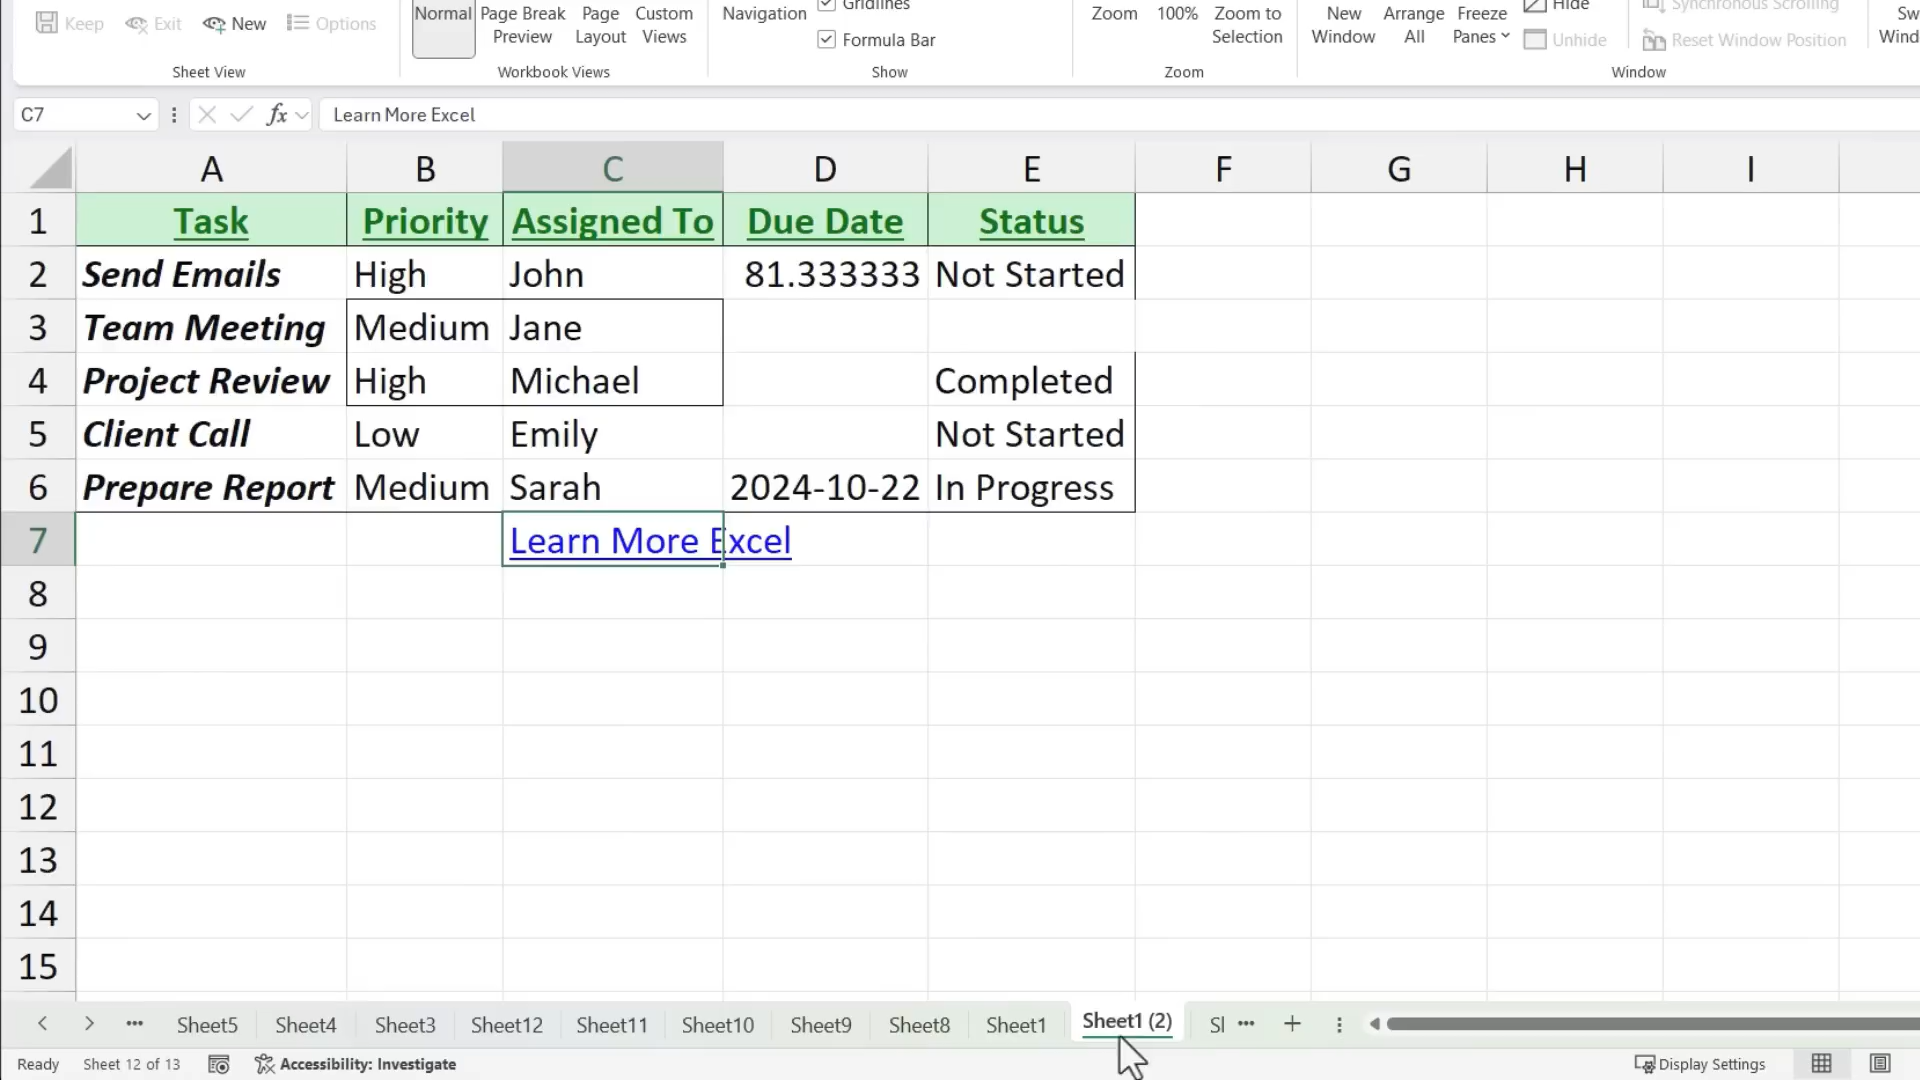 Keep Exit New Options
Normal Page Break Preview Page Layout Custom Views
Navigation Gridlines
Formula Bar
Zoom 100% Zoom to Selection
New Window Arrange All Freeze Panes Hide
Unhide
Synchronous Scrolling
Reset Window Position
Sheet View Workbook Views Show Zoom Window
C7 fx Learn More Excel
A B C D E F G H I
1 Task Priority Assigned To Due Date Status
2 Send Emails High John 81.333333 Not Started
3 Team Meeting Medium Jane
4 Project Review High Michael Completed
5 Client Call Low Emily Not Started
6 Prepare Report Medium Sarah 2024-10-22 In Progress
7 Learn More Excel
8
9
10
11
12
13
14
15
Sheet5 Sheet4 Sheet3 Sheet12 Sheet11 Sheet10 Sheet9 Sheet8 Sheet1 Sheet1 (2)
Ready Sheet 12 of 13 Accessibility: Investigate Display Settings